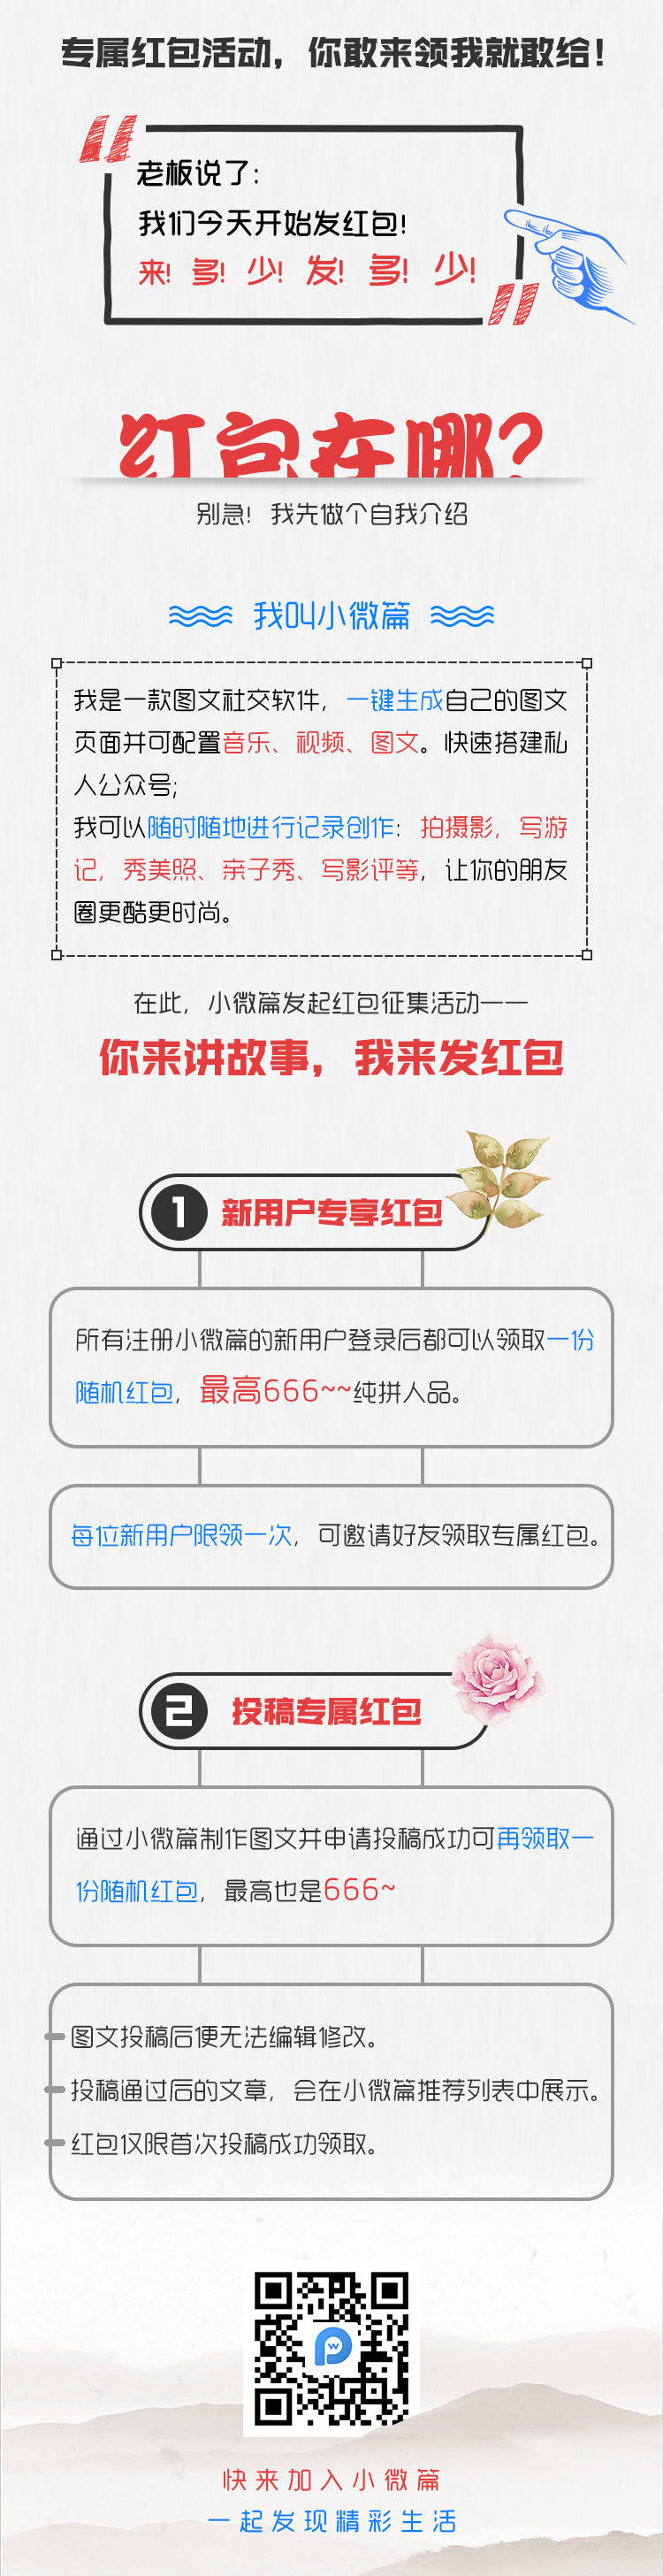 专属红包活动，你敢来领我就敢给！
老板说了：
我们今天开始发红包！
来！多！少！发！多！少！
红包在哪？
别急！我先做个自我介绍
我叫小微篇
我是一款图文社交软件，一键生成自己的图文
页面并可配置音乐、视频、图文。快速搭建私
人公众号；
我可以随时随地进行记录创作：拍摄影，写游
记，秀美照、亲子秀、写影评等，让你的朋友
圈更酷更时尚。
在此，小微篇发起红包征集活动——
你来讲故事，我来发红包
1 新用户专享红包
所有注册小微篇的新用户登录后都可以领取一份
随机红包，最高666~~纯拼人品。
每位新用户限领一次，可邀请好友领取专属红包。
2 投稿专属红包
通过小微篇制作图文并申请投稿成功可再领取一
份随机红包，最高也是666~
图文投稿后便无法编辑修改。
投稿通过后的文章，会在小微篇推荐列表中展示。
红包仅限首次投稿成功领取。
W
快来加入小微篇
一起发现精彩生活